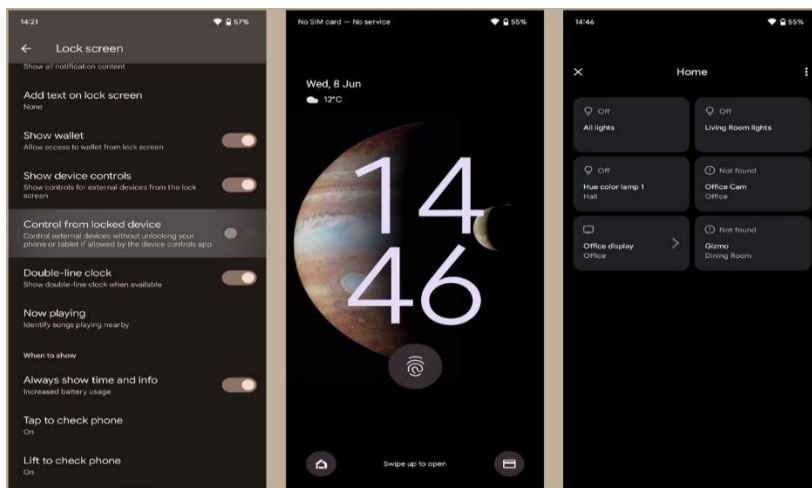 14:21
57%
Lock screen
Show all notification content
Add text on lock screen
None
Show wallet
Allow access to wallet from lock screen
Show device controls
Show controls for external devices from the lock
screen
Control from locked device
Control external devices without unlocking your
phone or tablet if allowed by the device controls app
Double-line clock
Show double-line clock when available
Now playing
Identify songs playing nearby
When to show
Always show time and info
Increased battery usage
Tap to check phone
On
Lift to check phone
On
No SIM card — No service
55%
Wed, 8 Jun
12°C
14
46
Swipe up to open
14:46
55%
Home
Off
All lights
Off
Living Room lights
Off
Hue color lamp 1
Hall
Not found
Office Cam
Office
Office display
Office
Not found
Gizmo
Dining Room